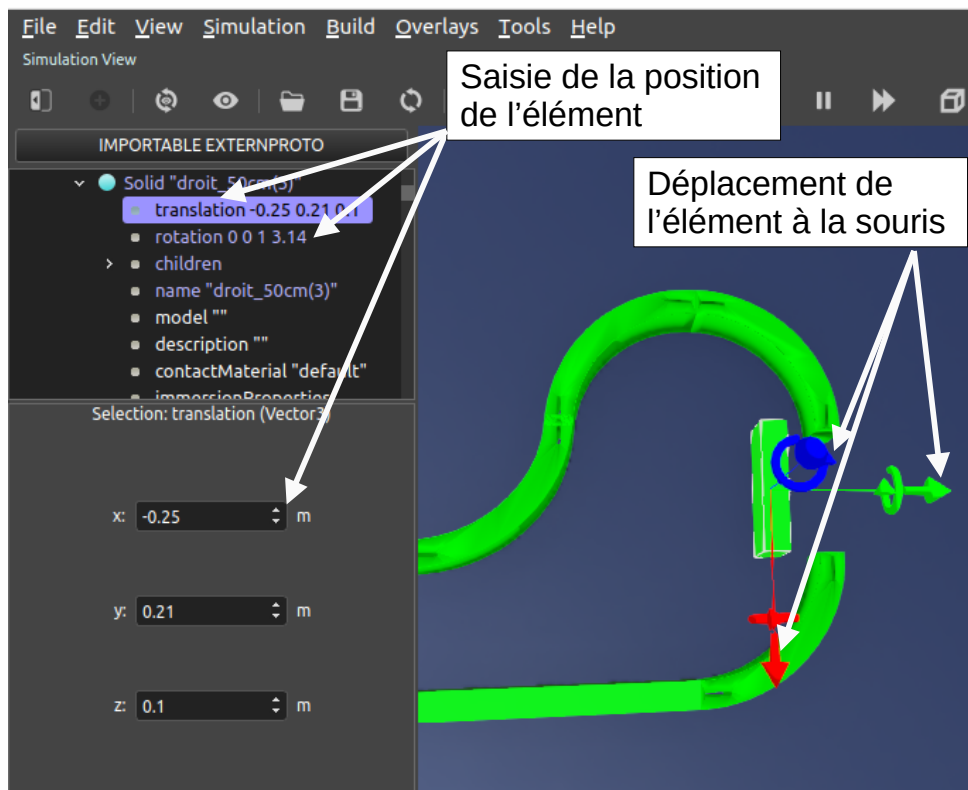 File Edit View Simulation Build Overlays Tools Help
Simulation View
Saisie de la position
de l'élément
IMPORTABLE EXTERNPROTO
Solid "droit_50cm(3)"
translation -0.25 0.21 0.1
rotation 0 0 1 3.14
children
name "droit_50cm(3)"
model ""
description ""
contactMaterial "default"
immersionProperties
Déplacement de
l'élément à la souris
Selection: translation (Vector3)
x: -0.25 m
y: 0.21 m
z: 0.1 m